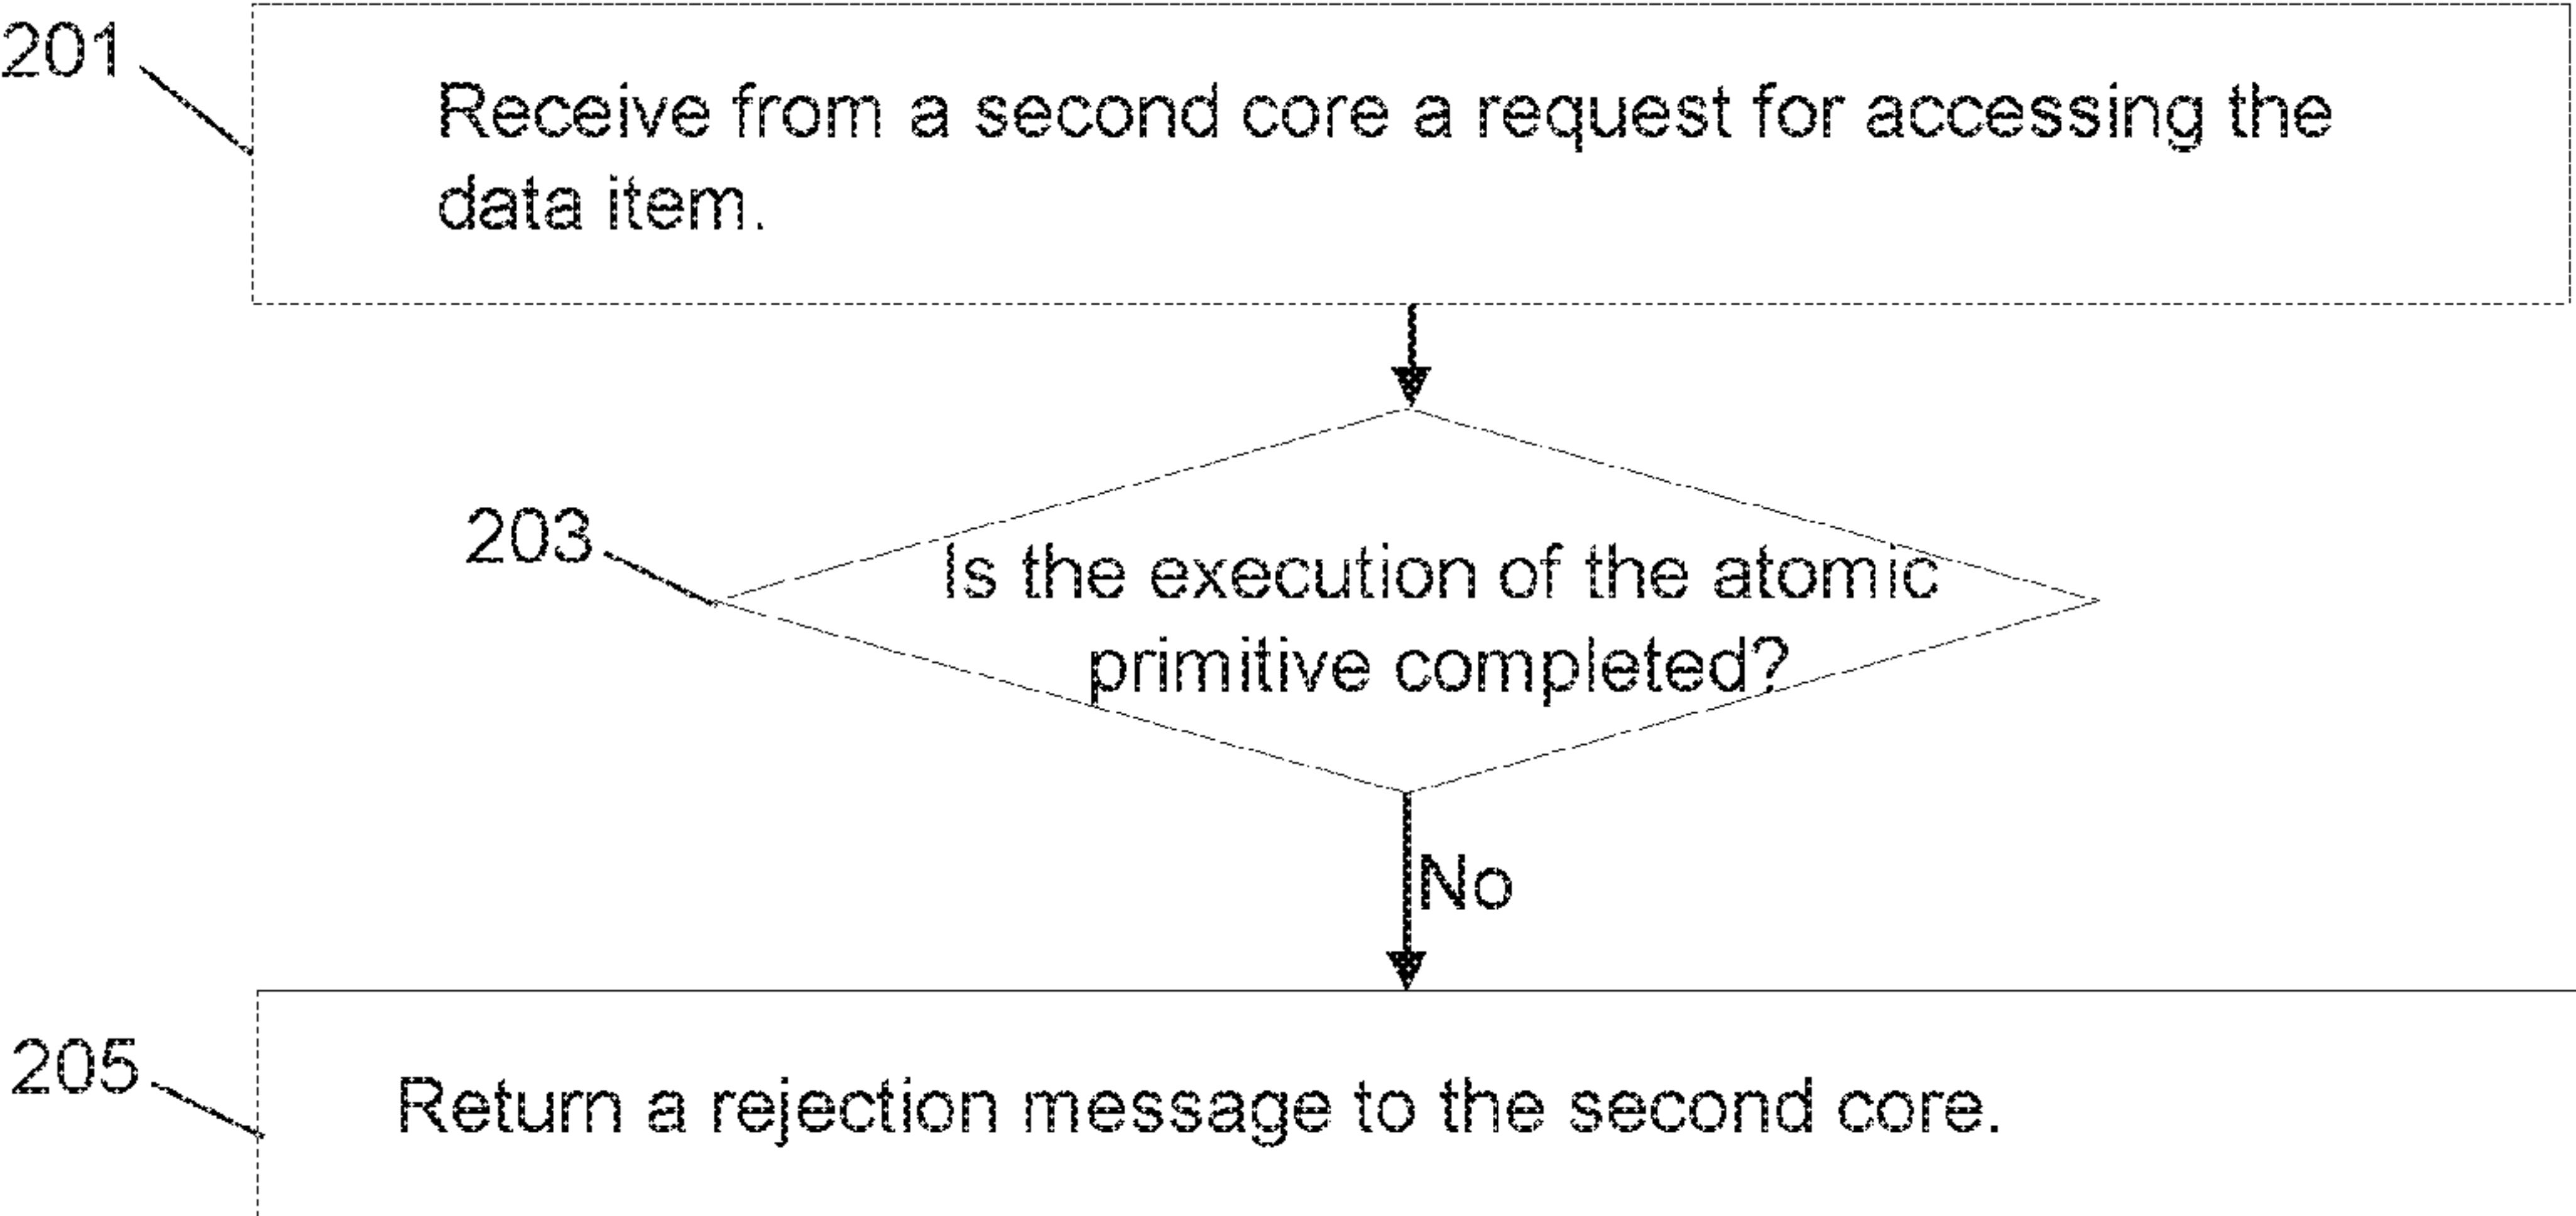 201
Receive from a second core a request for accessing the
data item.
203
Is the execution of the atomic
primitive completed?
No
205
Return a rejection message to the second core.